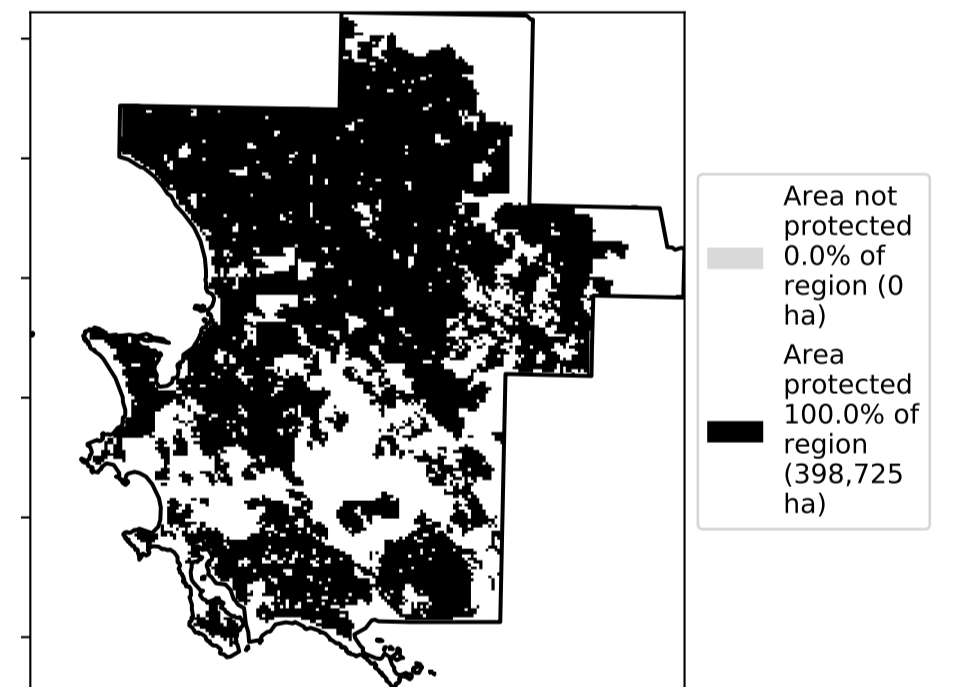 Area not
protected
0.0% of
region (0
ha)
Area
protected
100.0% of
region
(398,725
ha)